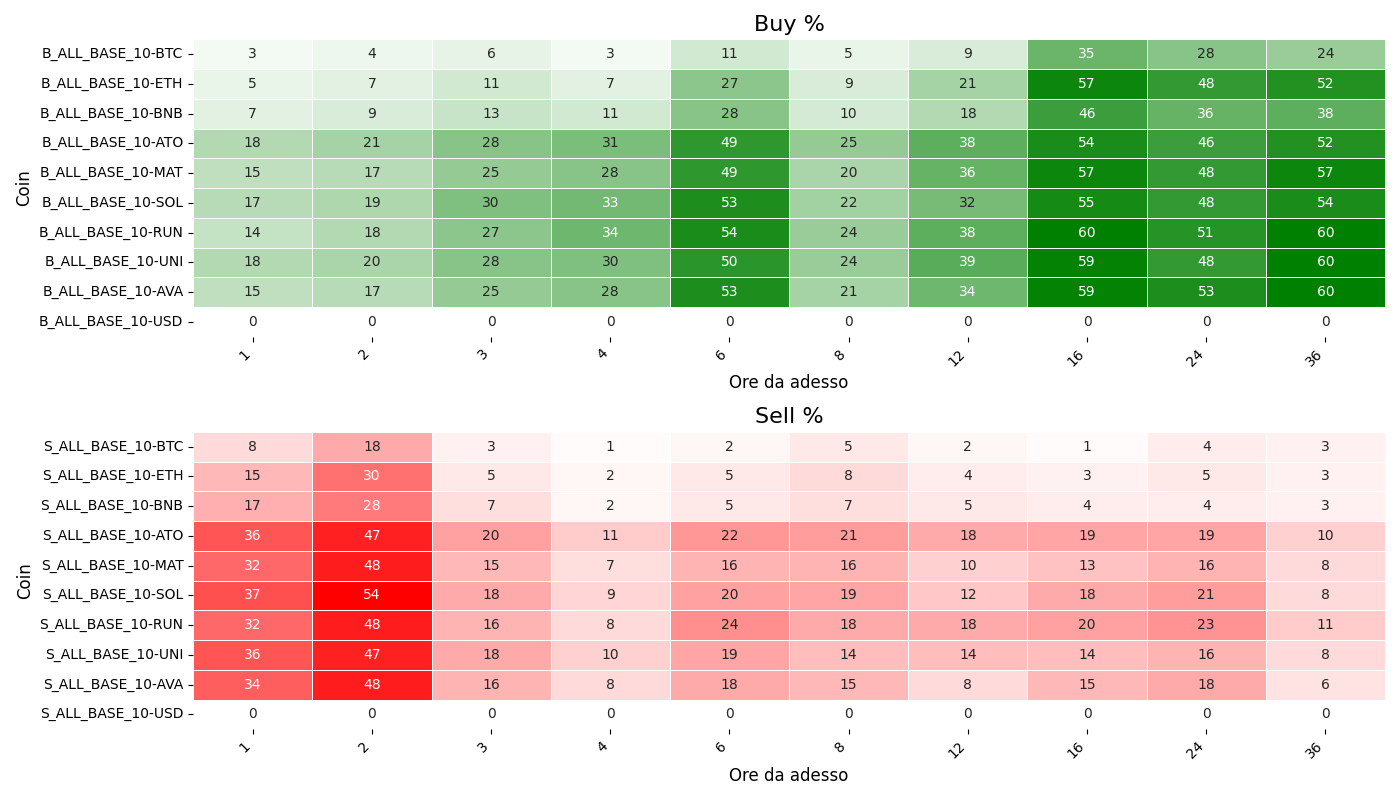 Buy %
Coin
B_ALL_BASE_10-BTC 3 4 6 3 11 5 9 35 28 24
B_ALL_BASE_10-ETH 5 7 11 7 27 9 21 57 48 52
B_ALL_BASE_10-BNB 7 9 13 11 28 10 18 46 36 38
B_ALL_BASE_10-ATO 18 21 28 31 49 25 38 54 46 52
B_ALL_BASE_10-MAT 15 17 25 28 49 20 36 57 48 57
B_ALL_BASE_10-SOL 17 19 30 33 53 22 32 55 48 54
B_ALL_BASE_10-RUN 14 18 27 34 54 24 38 60 51 60
B_ALL_BASE_10-UNI 18 20 28 30 50 24 39 59 48 60
B_ALL_BASE_10-AVA 15 17 25 28 53 21 34 59 53 60
B_ALL_BASE_10-USD 0 0 0 0 0 0 0 0 0 0
1 2 3 4 6 8 12 16 24 36
Ore da adesso
Sell %
Coin
S_ALL_BASE_10-BTC 8 18 3 1 2 5 2 1 4 3
S_ALL_BASE_10-ETH 15 30 5 2 5 8 4 3 5 3
S_ALL_BASE_10-BNB 17 28 7 2 5 7 5 4 4 3
S_ALL_BASE_10-ATO 36 47 20 11 22 21 18 19 19 10
S_ALL_BASE_10-MAT 32 48 15 7 16 16 10 13 16 8
S_ALL_BASE_10-SOL 37 54 18 9 20 19 12 18 21 8
S_ALL_BASE_10-RUN 32 48 16 8 24 18 18 20 23 11
S_ALL_BASE_10-UNI 36 47 18 10 19 14 14 14 16 8
S_ALL_BASE_10-AVA 34 48 16 8 18 15 8 15 18 6
S_ALL_BASE_10-USD 0 0 0 0 0 0 0 0 0 0
1 2 3 4 6 8 12 16 24 36
Ore da adesso